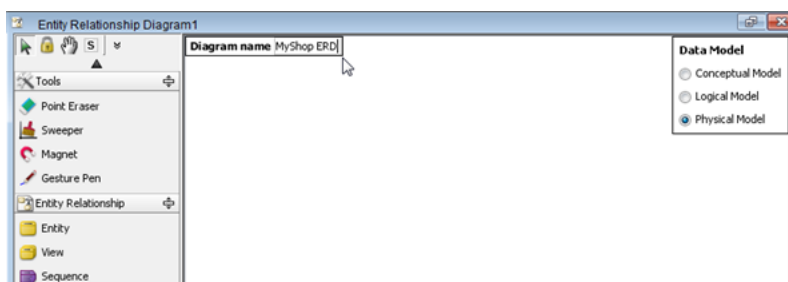 Entity Relationship Diagram1
S
Diagram name MyShop ERD
Data Model
Conceptual Model
Logical Model
Physical Model
Tools
Point Eraser
Sweeper
Magnet
Gesture Pen
Entity Relationship
Entity
View
Sequence